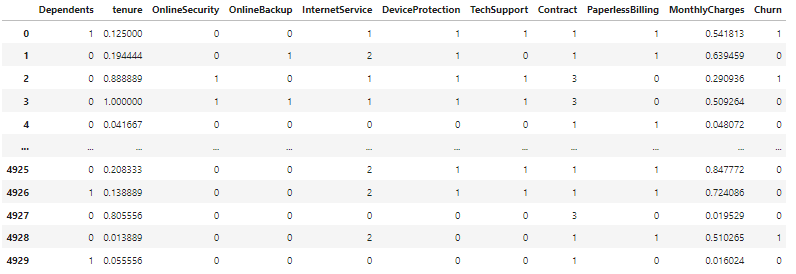 Dependents tenure OnlineSecurity OnlineBackup InternetService DeviceProtection TechSupport Contract PaperlessBilling MonthlyCharges Churn
0 1 0.125000 0 0 1 1 1 1 1 0.541813 1
1 0 0.194444 0 1 2 1 0 1 1 0.639459 0
2 0 0.888889 1 0 1 1 1 3 0 0.290936 1
3 0 1.000000 1 1 1 1 1 3 0 0.509264 0
4 0 0.041667 0 0 0 0 0 1 1 0.048072 0
... ... ... ... ... ... ... ... ... ... ... ...
4925 0 0.208333 0 0 2 1 1 1 1 0.847772 0
4926 1 0.138889 0 0 2 1 1 1 1 0.724086 0
4927 0 0.805556 0 0 0 0 0 3 0 0.019529 0
4928 0 0.013889 0 0 2 0 0 1 1 0.510265 1
4929 1 0.055556 0 0 0 0 0 1 0 0.016024 0